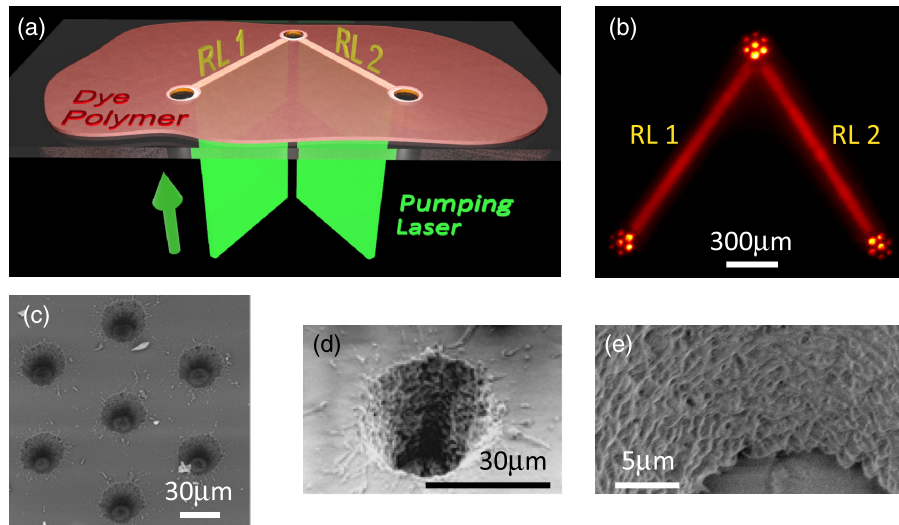 (a)
RL 1
RL 2
Dye
Polymer
Pumping
Laser
(b)
RL 1
RL 2
300μm
(c)
30μm
(d)
30μm
(e)
5μm